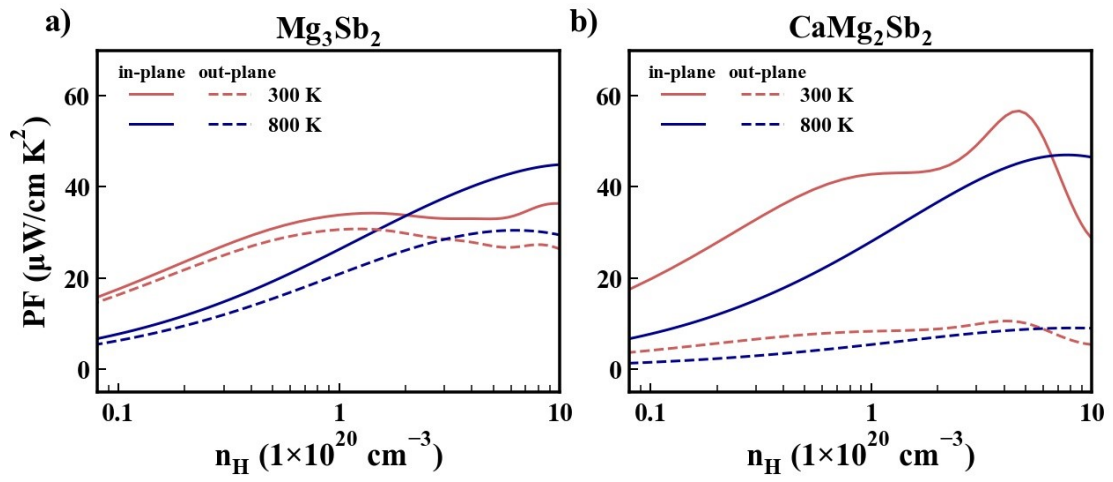 a)
Mg₃Sb₂
in-plane out-plane
300 K
800 K
60
40
20
0
PF (μW/cm K²)
0.1 1 10
n_H (1×10²⁰ cm⁻³)
b)
CaMg₂Sb₂
in-plane out-plane
300 K
800 K
60
40
20
0
0.1 1 10
n_H (1×10²⁰ cm⁻³)